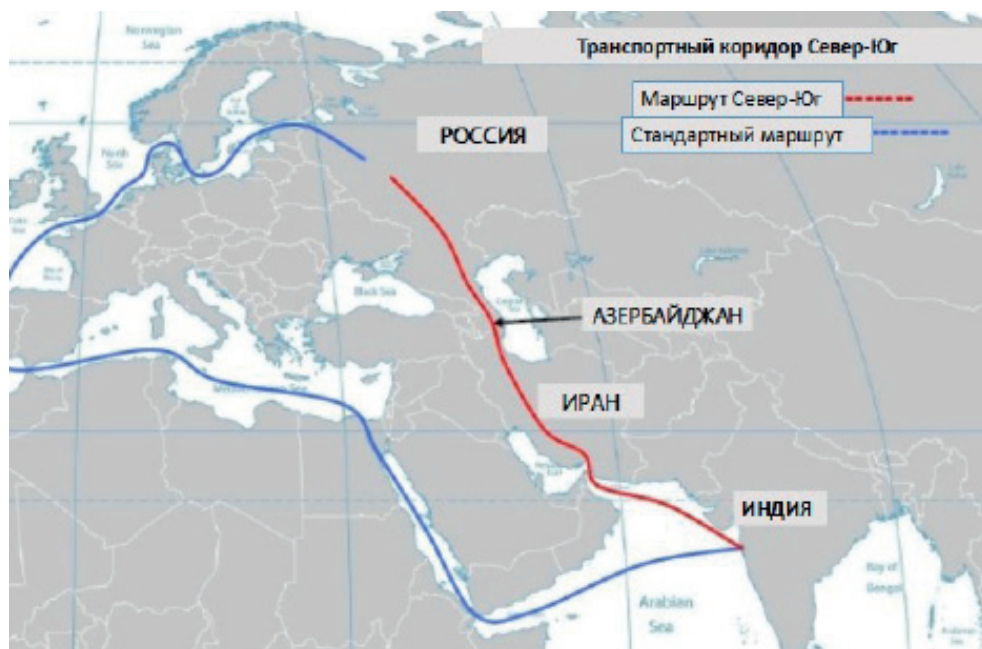 Norwegian
Sea
Транспортный коридор Север-Юг
Маршрут Север-Юг
Стандартный маршрут
РОССИЯ
North
Sea
Black Sea
АЗЕРБАЙДЖАН
ИРАН
ИНДИЯ
Bay of
Bengal
Arabian
Sea